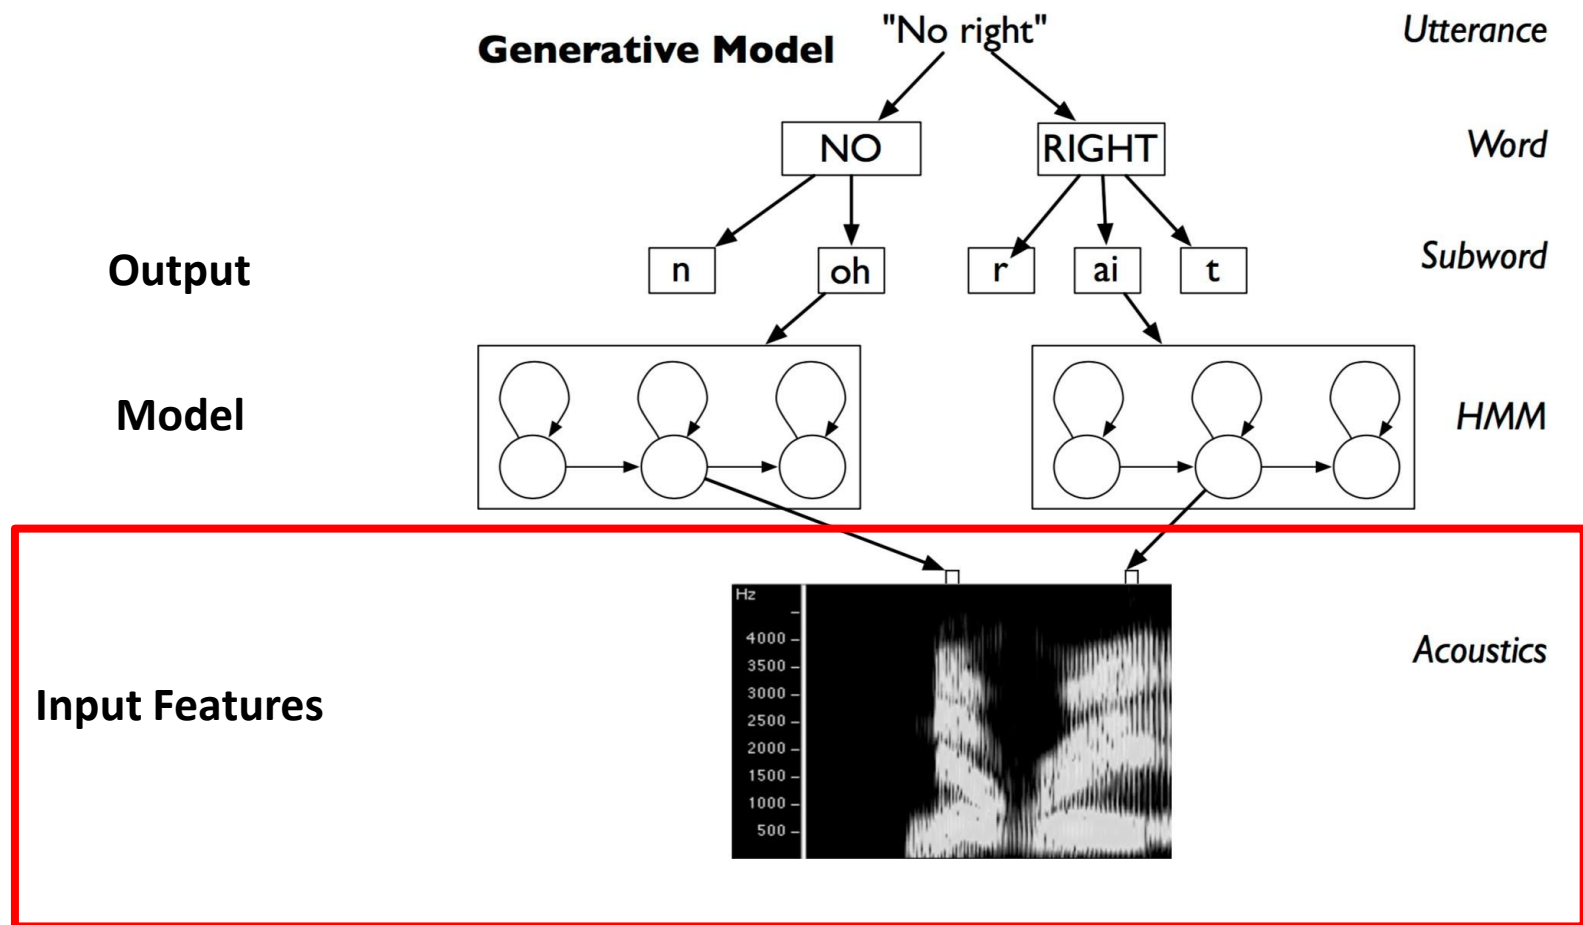 "No right"
Utterance
Generative Model
NO
RIGHT
Word
Output
n
oh
r
ai
t
Subword
Model
HMM
Hz
4000
3500
3000
2500
2000
1500
1000
500
Acoustics
Input Features